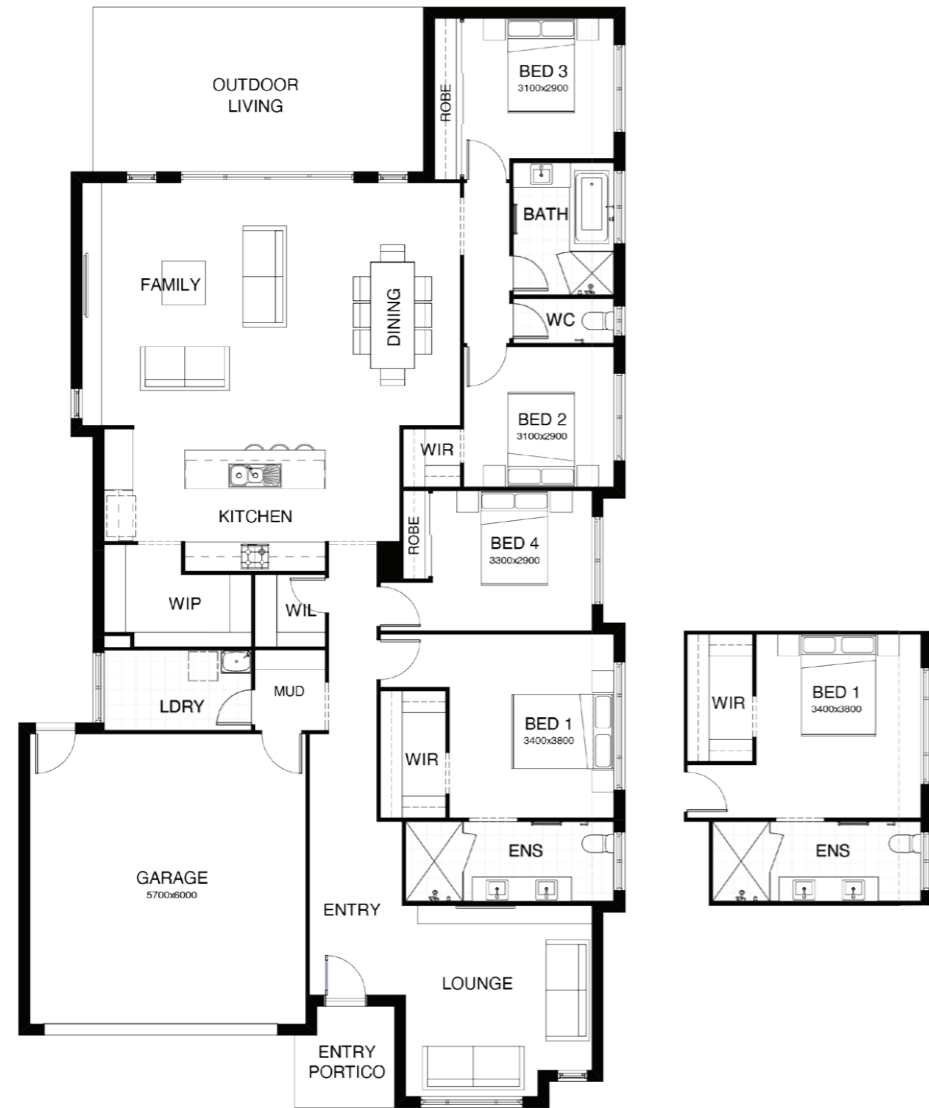 OUTDOOR
LIVING
ROBE
BED 3
3100x2900
BATH
FAMILY
DINING
WC
BED 2
3100x2900
WIR
KITCHEN
ROBE
BED 4
3300x2900
WIP
WIL
LDRY
MUD
BED 1
3400x3800
WIR
ENS
GARAGE
5700x6000
ENTRY
LOUNGE
ENTRY
PORTICO
WIR
BED 1
3400x3800
ENS